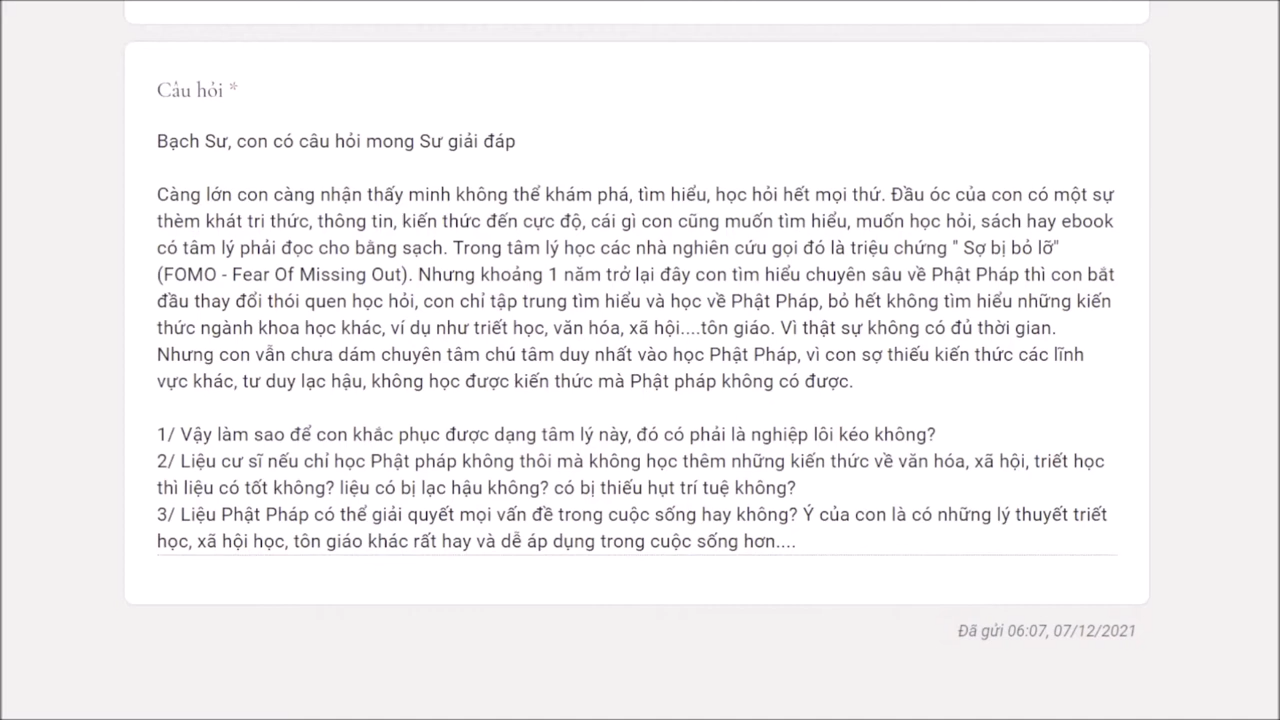 Câu hỏi *
Bạch Sư, con có câu hỏi mong Sư giải đáp
Càng lớn con càng nhận thấy minh không thể khám phá, tìm hiểu, học hỏi hết mọi thứ. Đầu óc của con có một sự
thèm khát tri thức, thông tin, kiến thức đến cực độ, cái gì con cũng muốn tìm hiểu, muốn học hỏi, sách hay ebook
có tâm lý phải đọc cho bằng sạch. Trong tâm lý học các nhà nghiên cứu gọi đó là triệu chứng " Sợ bị bỏ lỡ"
(FOMO - Fear Of Missing Out). Nhưng khoảng 1 năm trở lại đây con tìm hiểu chuyên sâu về Phật Pháp thì con bắt
đầu thay đổi thói quen học hỏi, con chỉ tập trung tìm hiểu và học về Phật Pháp, bỏ hết không tìm hiểu những kiến
thức ngành khoa học khác, ví dụ như triết học, văn hóa, xã hội....tôn giáo. Vì thật sự không có đủ thời gian.
Nhưng con vẫn chưa dám chuyên tâm chú tâm duy nhất vào học Phật Pháp, vì con sợ thiếu kiến thức các lĩnh
vực khác, tư duy lạc hậu, không học được kiến thức mà Phật pháp không có được.
1/ Vậy làm sao để con khắc phục được dạng tâm lý này, đó có phải là nghiệp lôi kéo không?
2/ Liệu cư sĩ nếu chỉ học Phật pháp không thôi mà không học thêm những kiến thức về văn hóa, xã hội, triết học
thì liệu có tốt không? liệu có bị lạc hậu không? có bị thiếu hụt trí tuệ không?
3/ Liệu Phật Pháp có thể giải quyết mọi vấn đề trong cuộc sống hay không? Ý của con là có những lý thuyết triết
học, xã hội học, tôn giáo khác rất hay và dễ áp dụng trong cuộc sống hơn....
Đã gửi 06:07, 07/12/2021